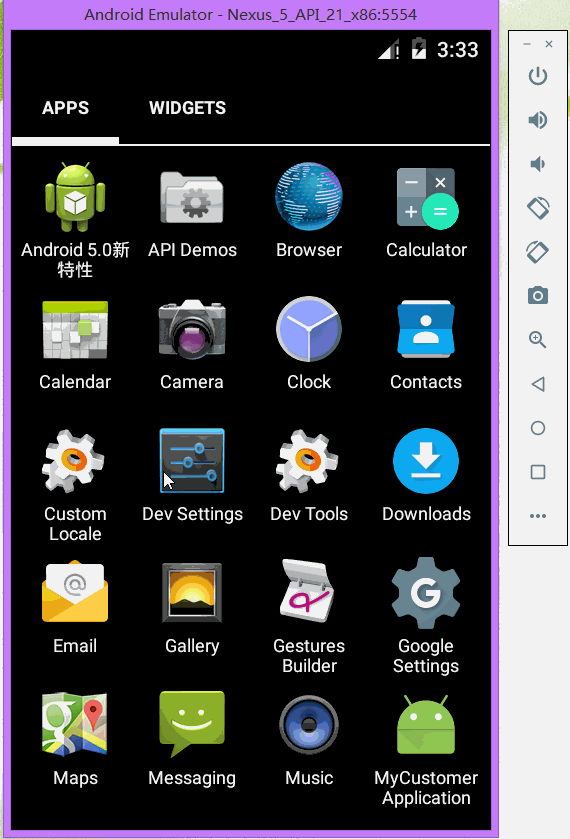 Android Emulator - Nexus_5_API_21_x86:5554
3:33
APPS WIDGETS
Android 5.0新
特性
API Demos
Browser
Calculator
Calendar
Camera
Clock
Contacts
Custom
Locale
Dev Settings
Dev Tools
Downloads
Email
Gallery
Gestures
Builder
Google
Settings
Maps
Messaging
Music
MyCustomer
Application